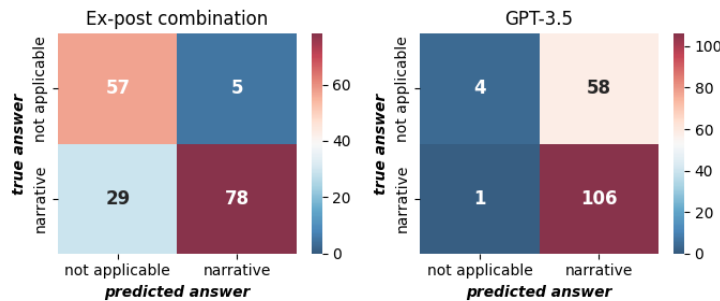 Ex-post combination
not applicable
narrative
true answer
57
5
29
78
not applicable
narrative
predicted answer
60
40
20
0
GPT-3.5
not applicable
narrative
true answer
4
58
1
106
not applicable
narrative
predicted answer
100
80
60
40
20
0